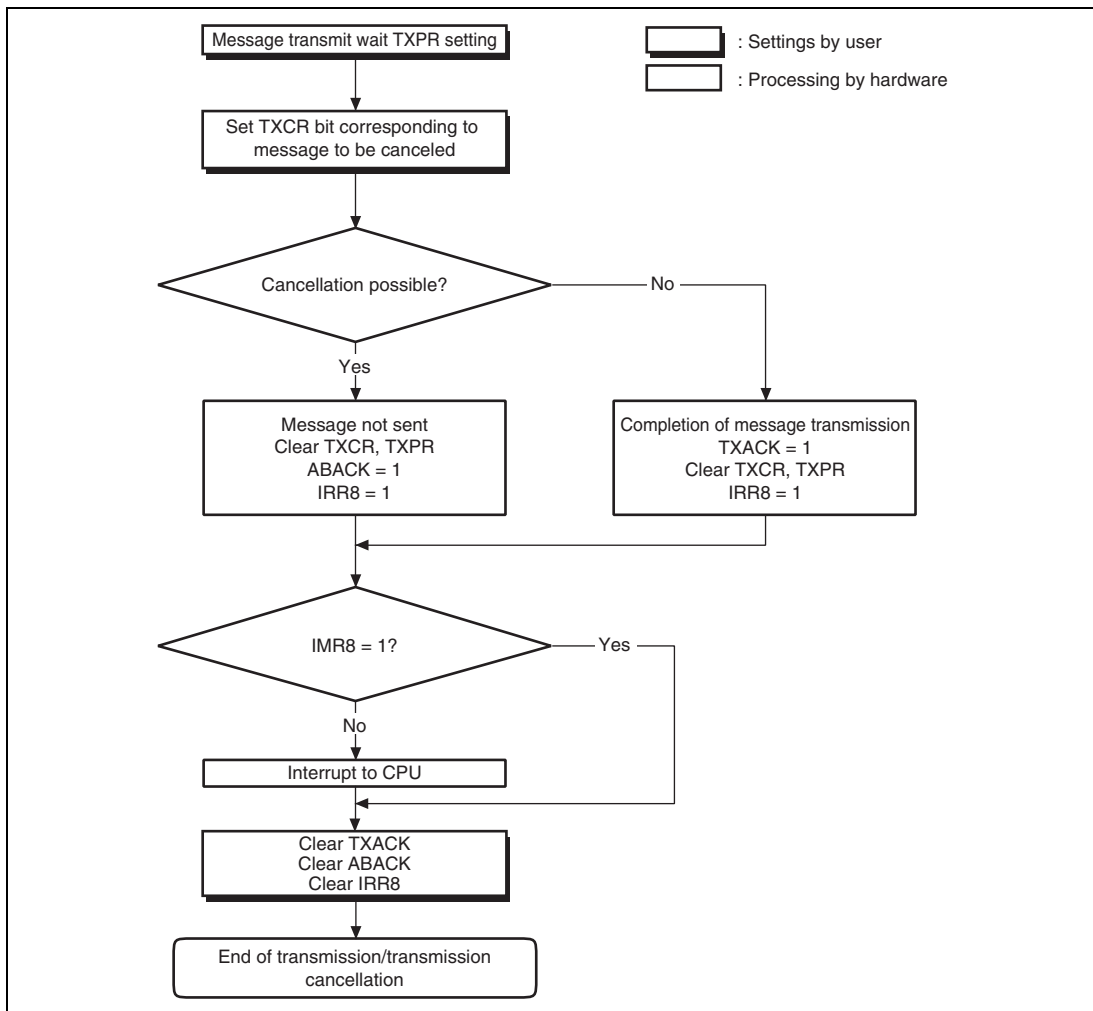 Message transmit wait TXPR setting
: Settings by user
: Processing by hardware
Set TXCR bit corresponding to
message to be canceled
Cancellation possible?
No
Yes
Message not sent
Clear TXCR, TXPR
ABACK = 1
IRR8 = 1
Completion of message transmission
TXACK = 1
Clear TXCR, TXPR
IRR8 = 1
IMR8 = 1?
Yes
No
Interrupt to CPU
Clear TXACK
Clear ABACK
Clear IRR8
End of transmission/transmission
cancellation